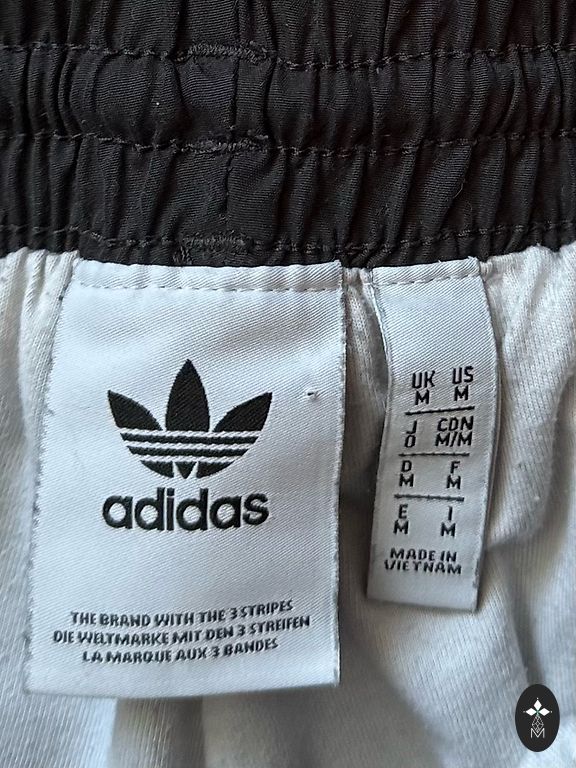 adidas
THE BRAND WITH THE 3 STRIPES
DIE WELTMARKE MIT DEN 3 STREIFEN
LA MARQUE AUX 3 BANDES
UK US
M M
J CDN
O M/M
D F
M M
E I
M M
MADE IN
VIETNAM
M